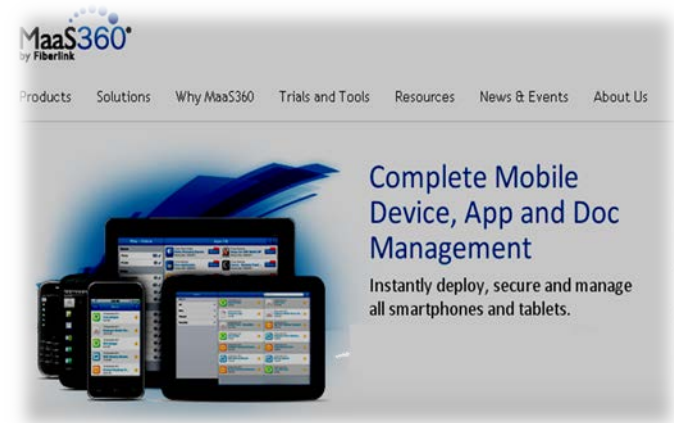 MaaS360®
by Fiberlink
Products Solutions Why MaaS360 Trials and Tools Resources News & Events About Us
Complete Mobile
Device, App and Doc
Management
Instantly deploy, secure and manage
all smartphones and tablets.